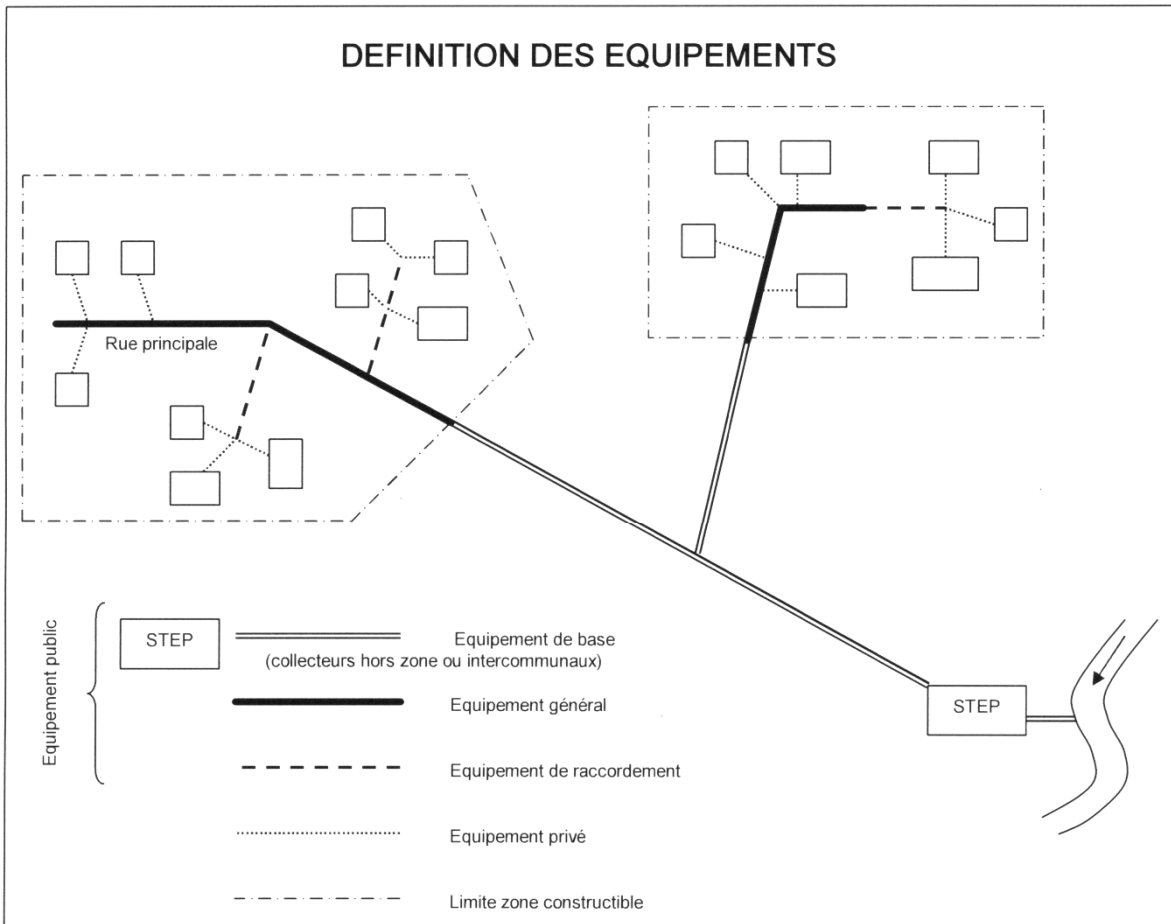 DEFINITION DES EQUIPEMENTS
Rue principale
Equipement public
STEP
Equipement de base
(collecteurs hors zone ou intercommunaux)
Equipement général
Equipement de raccordement
Equipement privé
Limite zone constructible
STEP